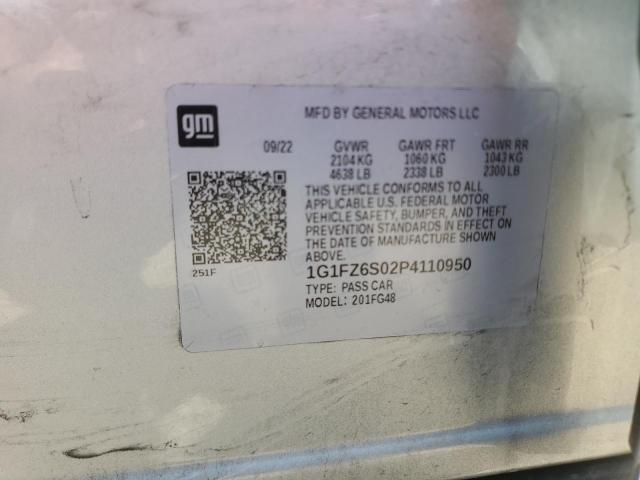 gm
MFD BY GENERAL MOTORS LLC
09/22 GVWR GAWR FRT GAWR RR
2104 KG 1060 KG 1043 KG
4638 LB 2338 LB 2300 LB
THIS VEHICLE CONFORMS TO ALL
APPLICABLE U.S. FEDERAL MOTOR
VEHICLE SAFETY, BUMPER, AND THEFT
PREVENTION STANDARDS IN EFFECT ON
THE DATE OF MANUFACTURE SHOWN
ABOVE.
251F
1G1FZ6S02P4110950
TYPE: PASS CAR
MODEL: 201FG48